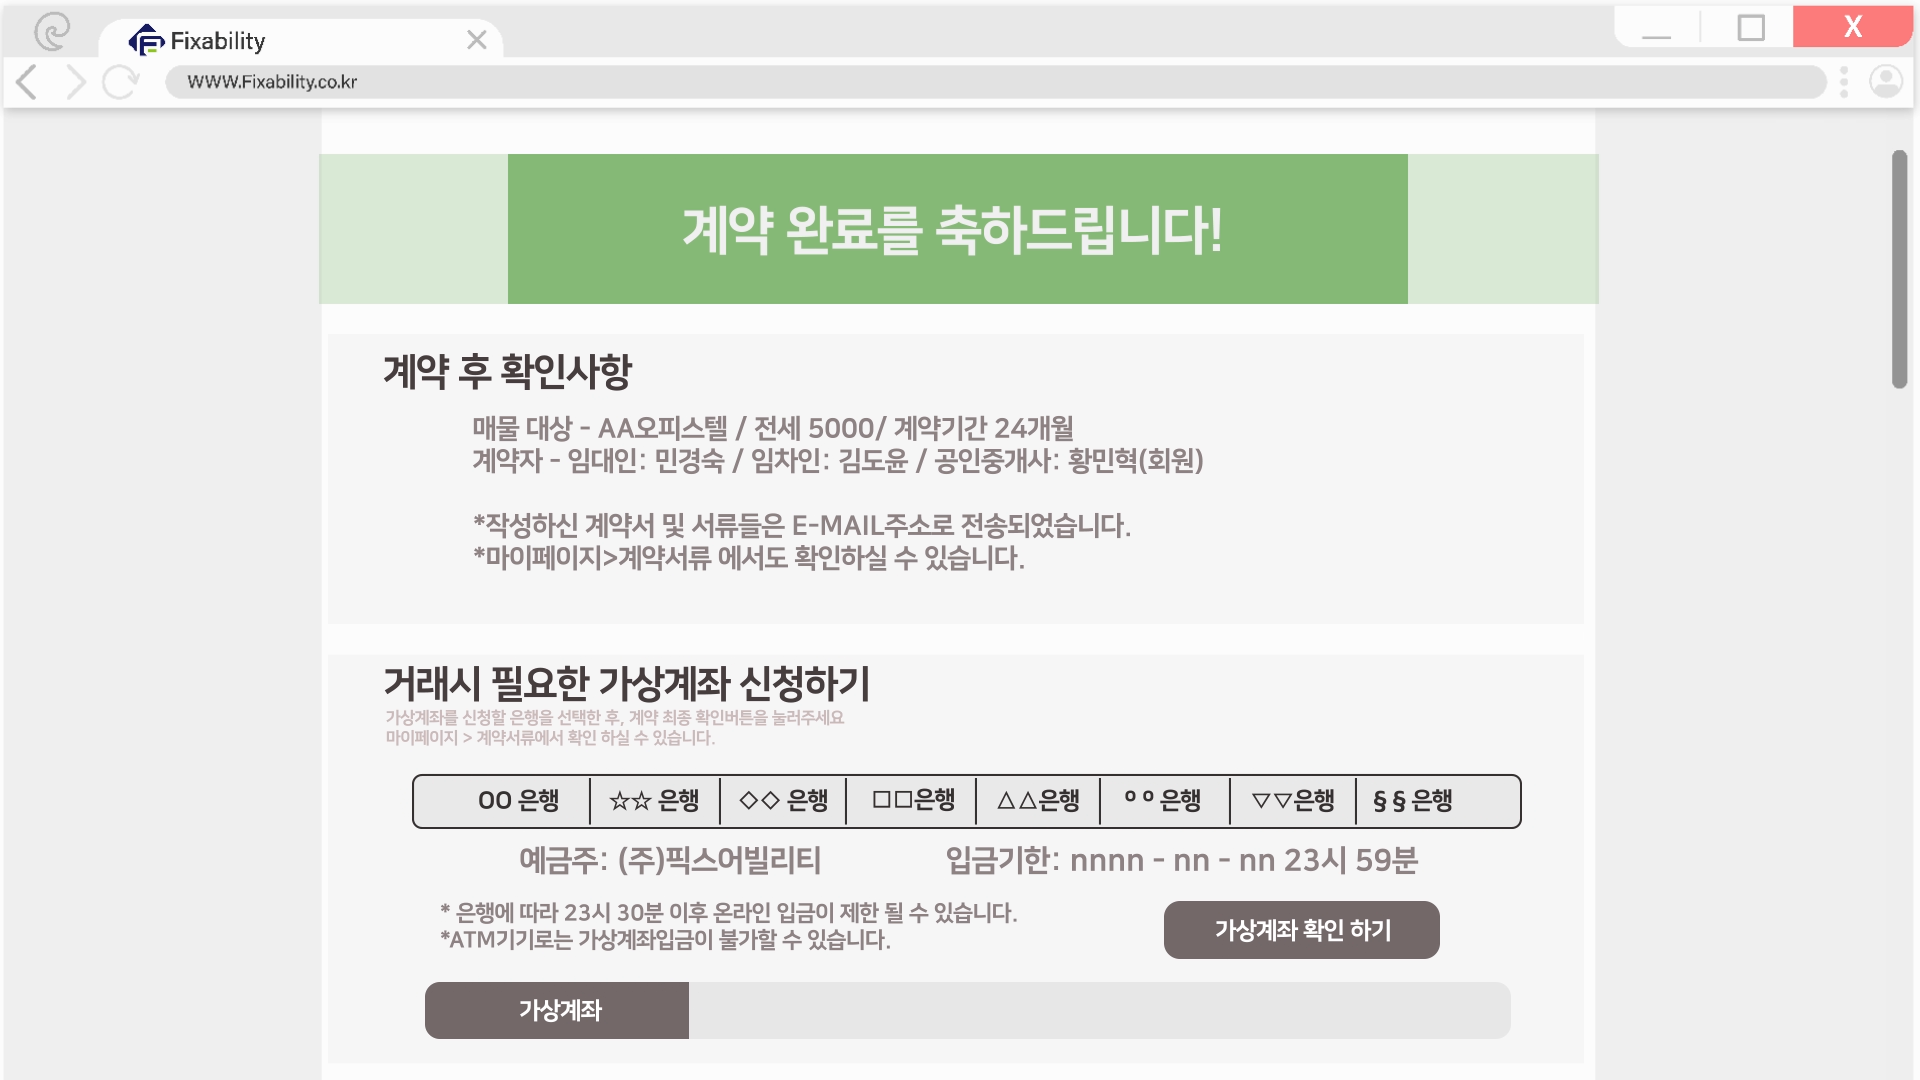 Fixability
X
WWW.Fixability.co.kr
계약 완료를 축하드립니다!
계약 후 확인사항
매물 대상 - AA오피스텔 / 전세 5000/ 계약기간 24개월
계약자 - 임대인: 민경숙 / 임차인: 김도윤 / 공인중개사: 황민혁(회원)
*작성하신 계약서 및 서류들은 E-MAIL주소로 전송되었습니다.
*마이페이지>계약서류 에서도 확인하실 수 있습니다.
거래시 필요한 가상계좌 신청하기
가상계좌를 신청할 은행을 선택한 후, 계약 최종 확인버튼을 눌러주세요
마이페이지 > 계약서류에서 확인 하실 수 있습니다.
OO 은행 ☆☆ 은행 ◇◇ 은행 □□은행 △△은행 ºº 은행 ▽▽은행 §§ 은행
예금주: (주)픽스어빌리티 입금기한: nnnn - nn - nn 23시 59분
* 은행에 따라 23시 30분 이후 온라인 입금이 제한 될 수 있습니다.
*ATM기기로는 가상계좌입금이 불가할 수 있습니다.
가상계좌 확인 하기
가상계좌